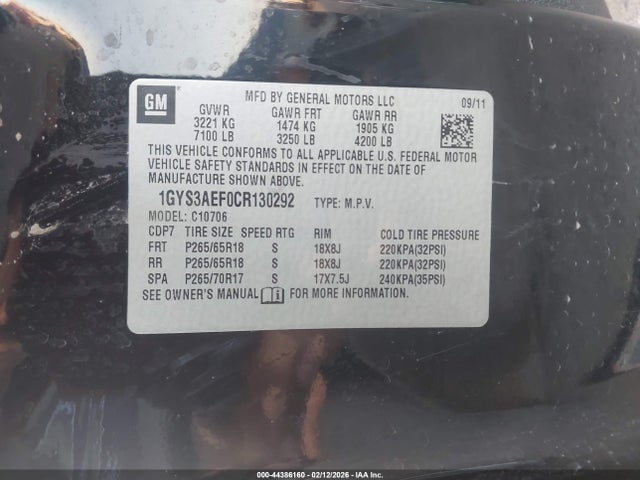 GM
MFD BY GENERAL MOTORS LLC 09/11
GVWR GAWR FRT GAWR RR
3221 KG 1474 KG 1905 KG
7100 LB 3250 LB 4200 LB
THIS VEHICLE CONFORMS TO ALL APPLICABLE U.S. FEDERAL MOTOR
VEHICLE SAFETY STANDARDS IN EFFECT ON THE DATE OF
MANUFACTURE SHOWN ABOVE.
1GYS3AEF0CR130292 TYPE: M.P.V.
MODEL: C10706
CDP7 TIRE SIZE SPEED RTG RIM COLD TIRE PRESSURE
FRT P265/65R18 S 18X8J 220KPA(32PSI)
RR P265/65R18 S 18X8J 220KPA(32PSI)
SPA P265/70R17 S 17X7.5J 240KPA(35PSI)
SEE OWNER'S MANUAL i FOR MORE INFORMATION.
000-44386160 - 02/12/2026 - IAA Inc.